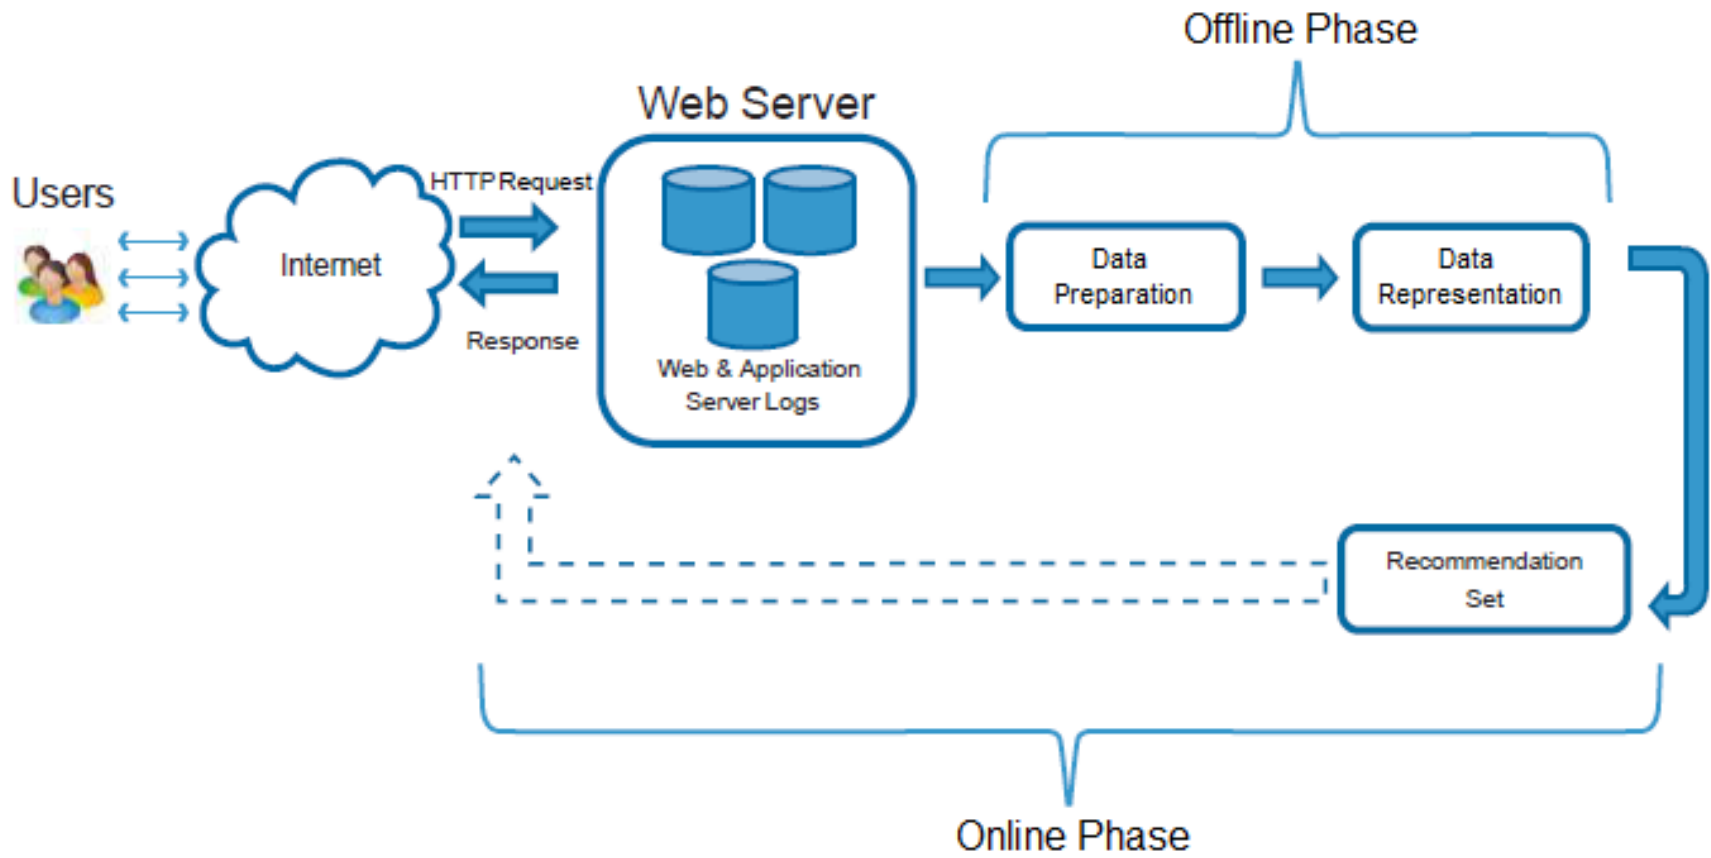 Offline Phase
Web Server
Users
HTTP Request
Internet
Response
Web & Application
Server Logs
Data
Preparation
Data
Representation
Recommendation
Set
Online Phase